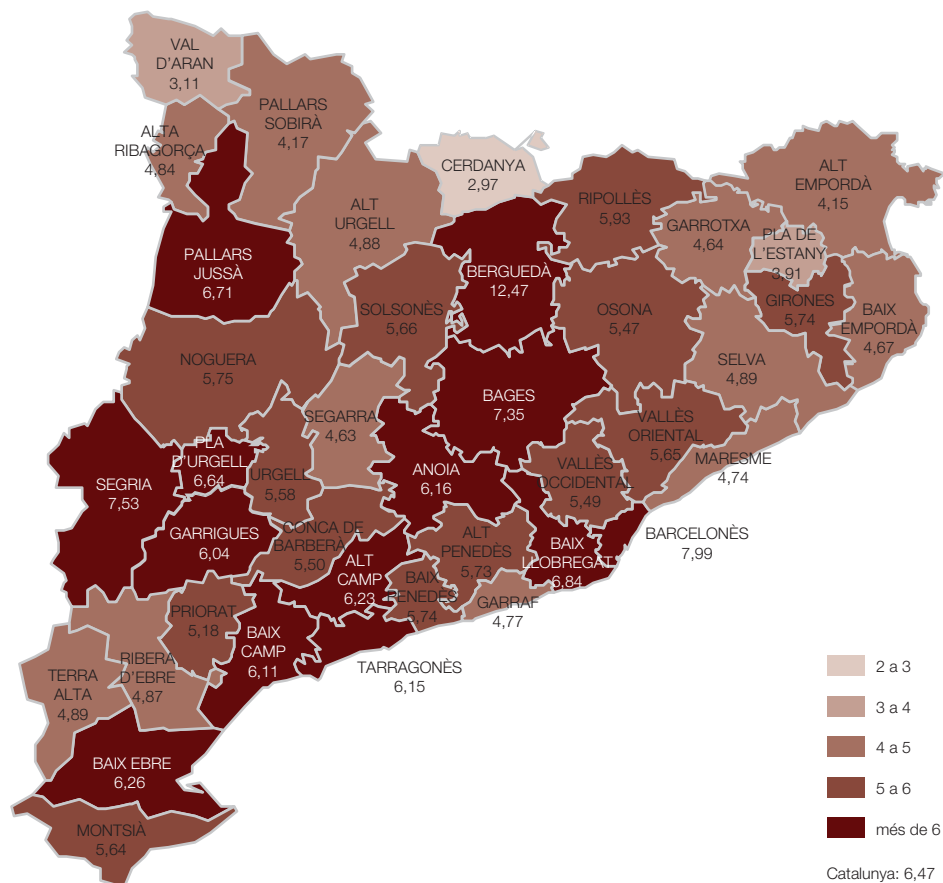 VAL
D'ARAN
3,11
PALLARS
SOBIRÀ
4,17
ALTA
RIBAGORÇA
4,84
CERDANYA
2,97
ALT
EMPORDÀ
4,15
RIPOLLÈS
5,93
ALT
URGELL
4,88
GARROTXA
4,64
PLA DE
L'ESTANY
3,91
PALLARS
JUSSÀ
6,71
BERGUEDÀ
12,47
SOLSONÈS
5,66
OSONA
5,47
GIRONES
5,74
BAIX
EMPORDÀ
4,67
NOGUERA
5,75
SELVA
4,89
BAGES
7,35
SEGARRA
4,63
VALLÈS
ORIENTAL
5,65
PLA
D'URGELL
6,64
URGELL
5,58
ANOIA
6,16
VALLÈS
OCCIDENTAL
5,49
MARESME
4,74
SEGRIA
7,53
GARRIGUES
6,04
CONCA DE
BARBERÀ
5,50
ALT
PENEDÈS
5,73
BAIX
LLOBREGAT
6,84
BARCELONÈS
7,99
ALT
CAMP
6,23
BAIX
PENEDÈS
5,74
GARRAF
4,77
PRIORAT
5,18
BAIX
CAMP
6,11
TARRAGONÈS
6,15
RIBERA
D'EBRE
4,87
TERRA
ALTA
4,89
BAIX EBRE
6,26
MONTSIÀ
5,64
2 a 3
3 a 4
4 a 5
5 a 6
més de 6
Catalunya: 6,47